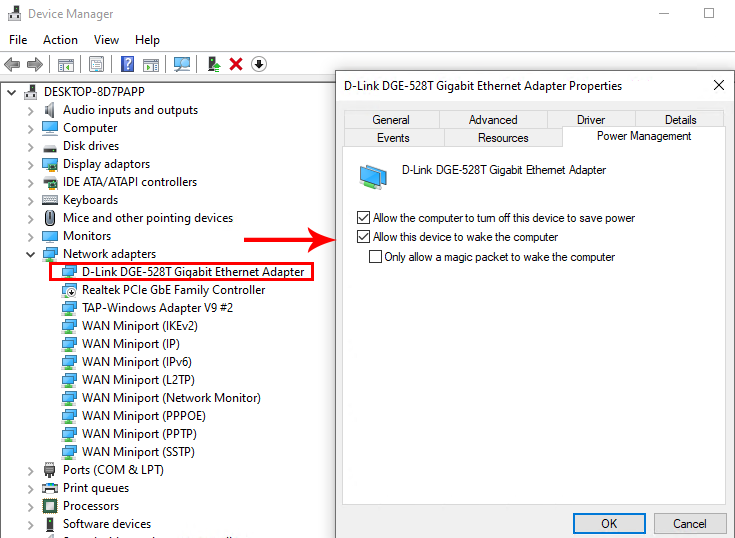 Device Manager
File Action View Help
DESKTOP-8D7PAPP
Audio inputs and outputs
Computer
Disk drives
Display adaptors
IDE ATA/ATAPI controllers
Keyboards
Mice and other pointing devices
Monitors
Network adapters
D-Link DGE-528T Gigabit Ethernet Adapter
Realtek PCIe GbE Family Controller
TAP-Windows Adapter V9 #2
WAN Miniport (IKEv2)
WAN Miniport (IP)
WAN Miniport (IPv6)
WAN Miniport (L2TP)
WAN Miniport (Network Monitor)
WAN Miniport (PPPOE)
WAN Miniport (PPTP)
WAN Miniport (SSTP)
Ports (COM & LPT)
Print queues
Processors
Software devices
D-Link DGE-528T Gigabit Ethernet Adapter Properties
General Advanced Driver Details
Events Resources Power Management
D-Link DGE-528T Gigabit Ethernet Adapter
Allow the computer to turn off this device to save power
Allow this device to wake the computer
Only allow a magic packet to wake the computer
OK Cancel